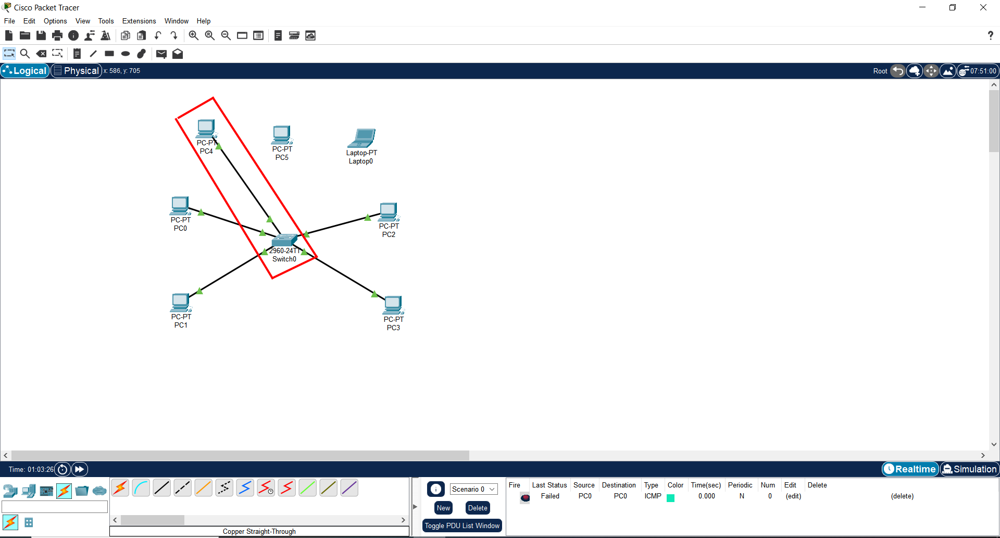 Cisco Packet Tracer
File Edit Options View Tools Extensions Window Help
?
Logical Physical x: 586, y: 705 Root 07:51:00
PC-PT
PC4
PC-PT
PC5
Laptop-PT
Laptop0
PC-PT
PC0
PC-PT
PC2
2960-24TT
Switch0
PC-PT
PC1
PC-PT
PC3
Time: 01:03:26 Realtime Simulation
Scenario 0
New Delete
Toggle PDU List Window
Fire Last Status Source Destination Type Color Time(sec) Periodic Num Edit Delete
Failed PC0 PC0 ICMP 0.000 N 0 (edit) (delete)
Copper Straight-Through